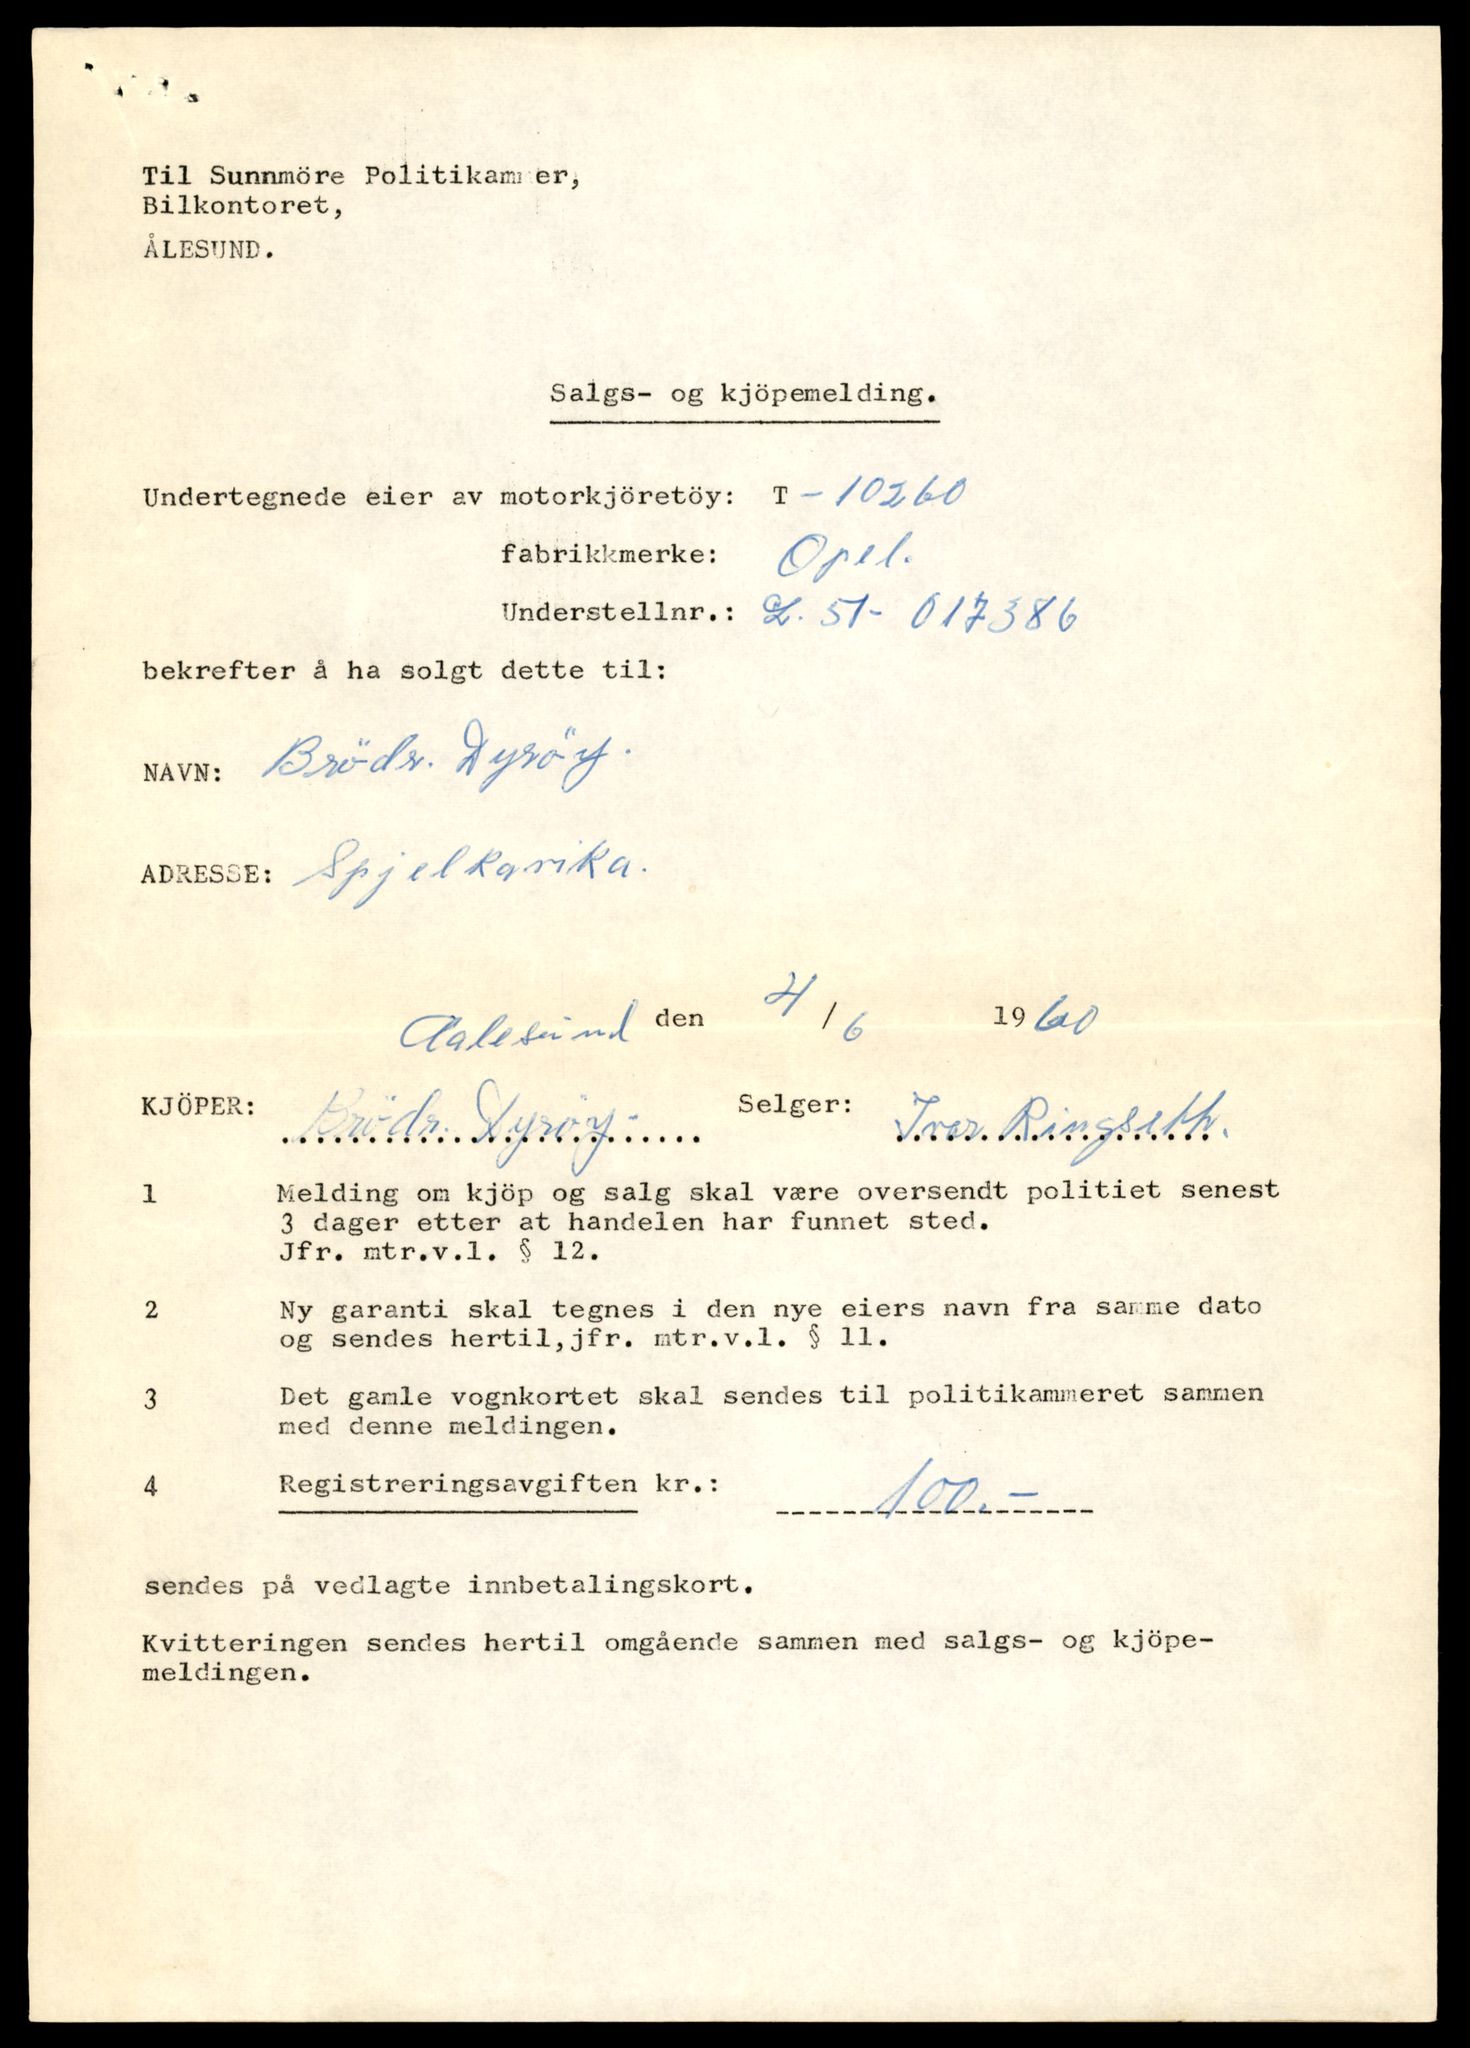 Til Sunnmöre Politikammer,
Bilkontoret,
ÅLESUND.
Salgs- og kjöpemelding.
Undertegnede eier av motorkjöretöy: T - 10260
fabrikkmerke: Opel.
Understellnr.: L. 51- 017386
bekrefter å ha solgt dette til:
NAVN: Brödr. Dyröy.
ADRESSE: Spjelkavika.
Aalesund den 4/6 1960
KJÖPER: Brödr. Dyröy- Selger: Ivar Ringseth.
1 Melding om kjöp og salg skal være oversendt politiet senest
3 dager etter at handelen har funnet sted.
Jfr. mtr.v.l. § 12.
2 Ny garanti skal tegnes i den nye eiers navn fra samme dato
og sendes hertil,jfr. mtr.v.l. § 11.
3 Det gamle vognkortet skal sendes til politikammeret sammen
med denne meldingen.
4 Registreringsavgiften kr.: 100.-
sendes på vedlagte innbetalingskort.
Kvitteringen sendes hertil omgående sammen med salgs- og kjöpe-
meldingen.